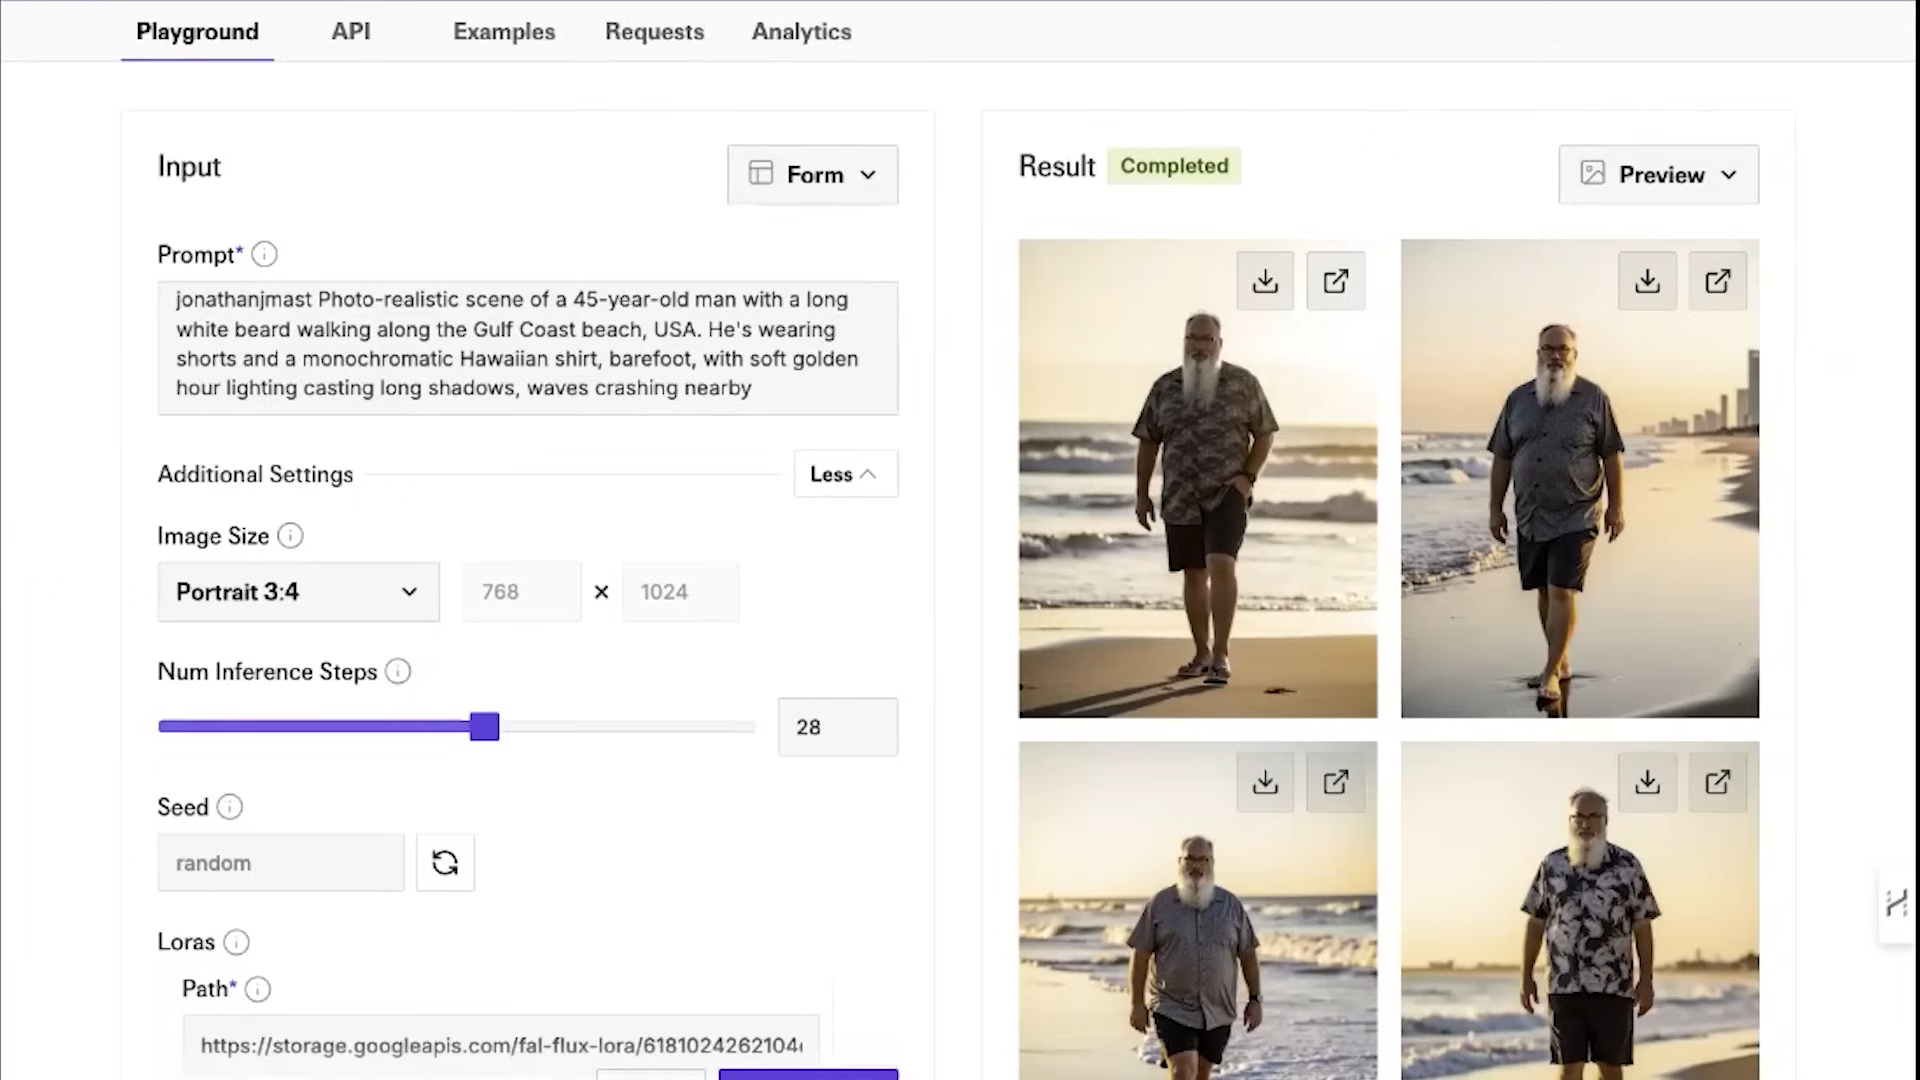 Playground
API
Examples
Requests
Analytics
Input
Form
Prompt*
jonathanjmast Photo-realistic scene of a 45-year-old man with a long
white beard walking along the Gulf Coast beach, USA. He's wearing
shorts and a monochromatic Hawaiian shirt, barefoot, with soft golden
hour lighting casting long shadows, waves crashing nearby
Additional Settings
Less
Image Size
Portrait 3:4
768
×
1024
Num Inference Steps
28
Seed
random
Loras
Path*
https://storage.googleapis.com/fal-flux-lora/6181024262104
Result
Completed
Preview